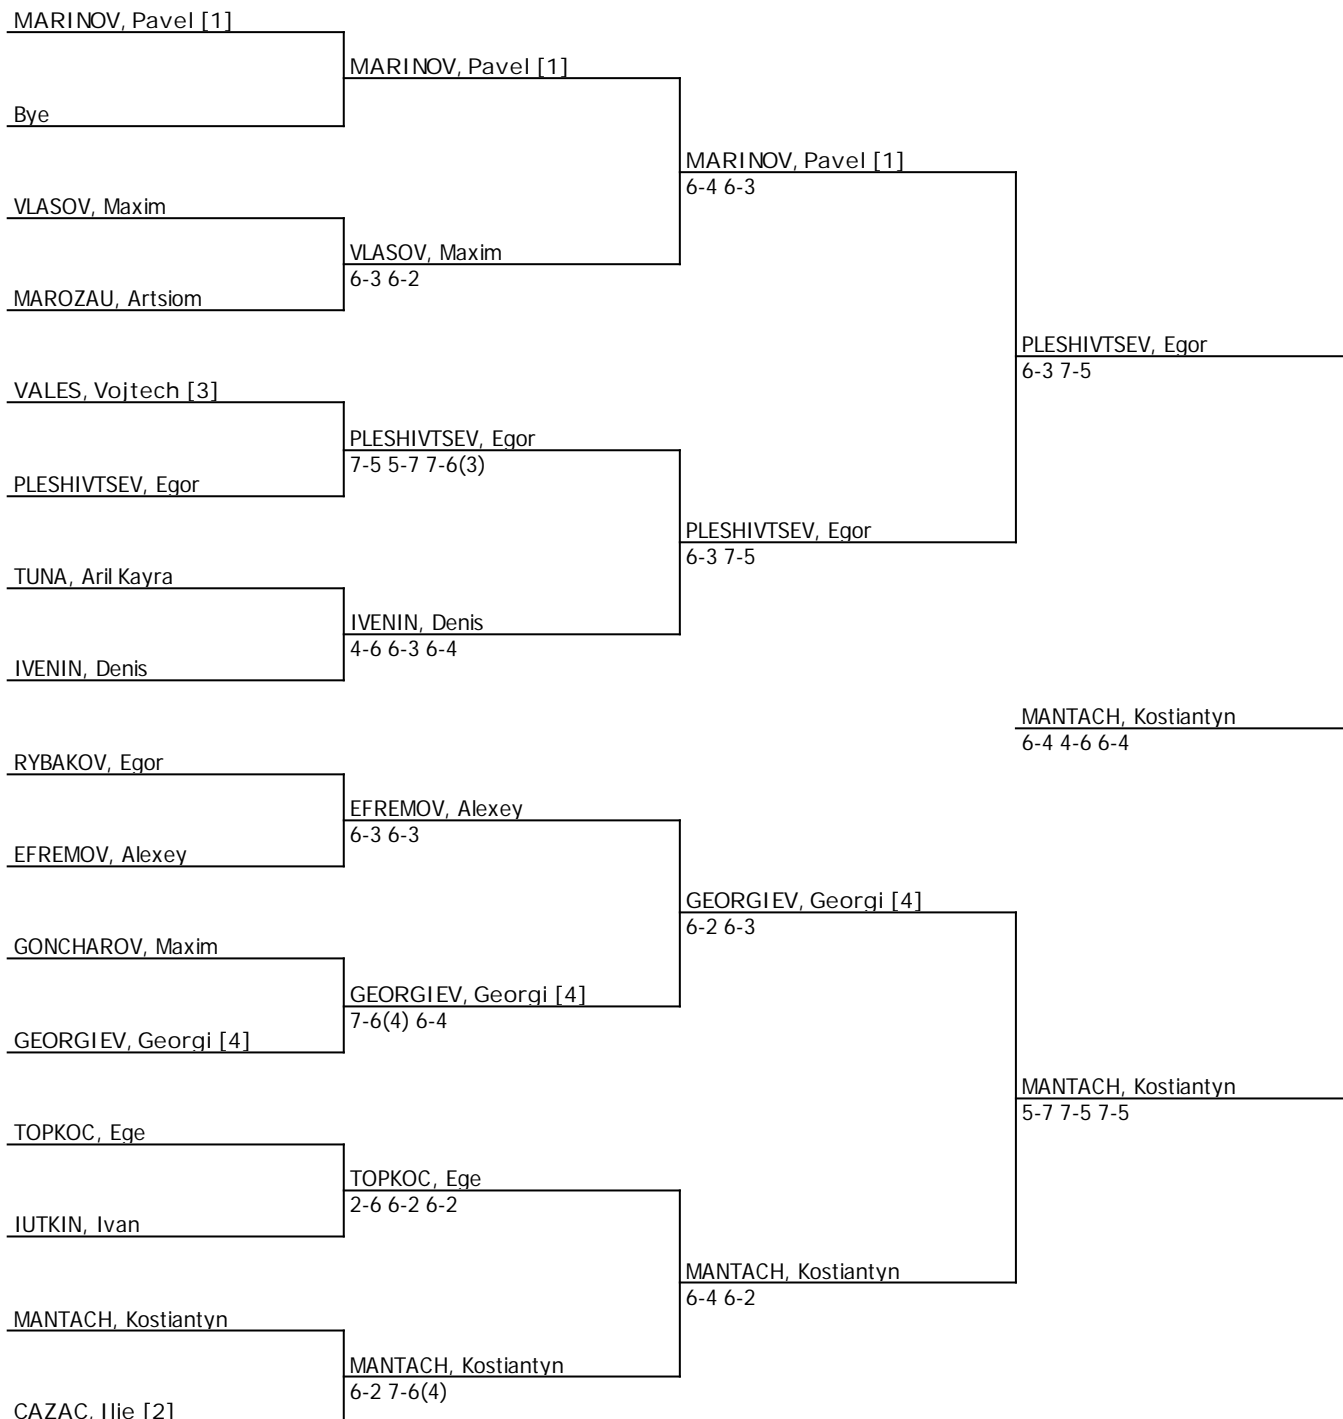 MARINOV, Pavel [1]
MARINOV, Pavel [1]
Bye
MARINOV, Pavel [1]
6-4 6-3
VLASOV, Maxim
VLASOV, Maxim
6-3 6-2
MAROZAU, Artsiom
PLESHIVTSEV, Egor
6-3 7-5
VALES, Vojtech [3]
PLESHIVTSEV, Egor
7-5 5-7 7-6(3)
PLESHIVTSEV, Egor
PLESHIVTSEV, Egor
6-3 7-5
TUNA, Aril Kayra
IVENIN, Denis
4-6 6-3 6-4
IVENIN, Denis
MANTACH, Kostiantyn
6-4 4-6 6-4
RYBAKOV, Egor
EFREMOV, Alexey
6-3 6-3
EFREMOV, Alexey
GEORGIEV, Georgi [4]
6-2 6-3
GONCHAROV, Maxim
GEORGIEV, Georgi [4]
7-6(4) 6-4
GEORGIEV, Georgi [4]
MANTACH, Kostiantyn
5-7 7-5 7-5
TOPKOC, Ege
TOPKOC, Ege
2-6 6-2 6-2
IUTKIN, Ivan
MANTACH, Kostiantyn
6-4 6-2
MANTACH, Kostiantyn
MANTACH, Kostiantyn
6-2 7-6(4)
CAZAC, Ilie [2]